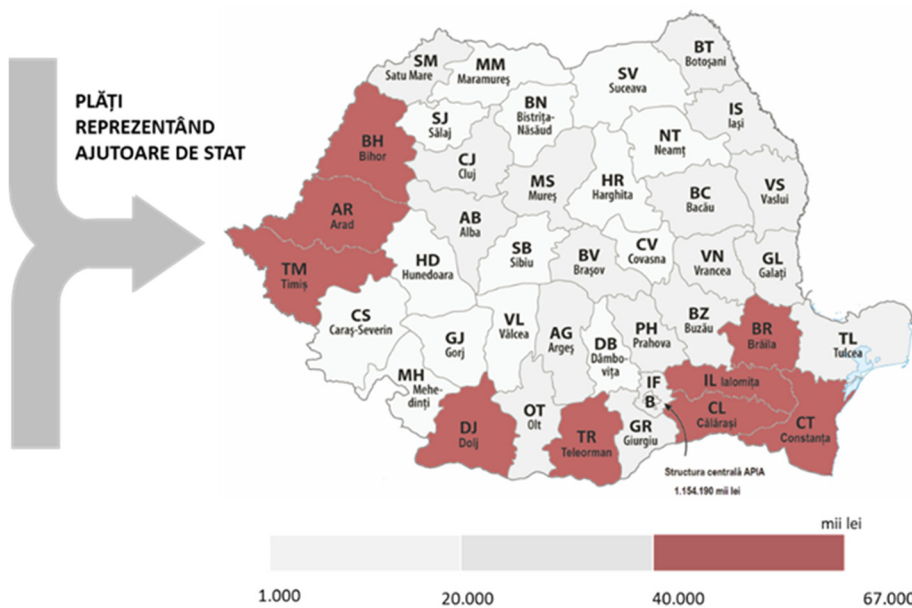 PLĂȚI
REPREZENTÂND
AJUTOARE DE STAT
SM
Satu Mare
MM
Maramureș
BT
Botoșani
SV
Suceava
BN
Bistrița-
Năsăud
SJ
Sălaj
IS
Iași
BH
Bihor
NT
Neamț
CJ
Cluj
MS
Mureș
HR
Harghita
BC
Bacău
VS
Vaslui
AR
Arad
AB
Alba
SB
Sibiu
BV
Brașov
CV
Covasna
VN
Vrancea
GL
Galați
TM
Timiș
HD
Hunedoara
CS
Caraș-Severin
GJ
Gorj
VL
Vâlcea
AG
Argeș
DB
Dâmbo-
vița
PH
Prahova
BZ
Buzău
BR
Brăila
TL
Tulcea
MH Mehe-
dinți
IF
B
IL Ialomița
CL
Călărași
CT
Constanța
DJ
Dolj
OT
Olt
TR
Teleorman
GR
Giurgiu
Structura centrală APIA
1.154.190 mii lei
mii lei
1.000 20.000 40.000 67.000